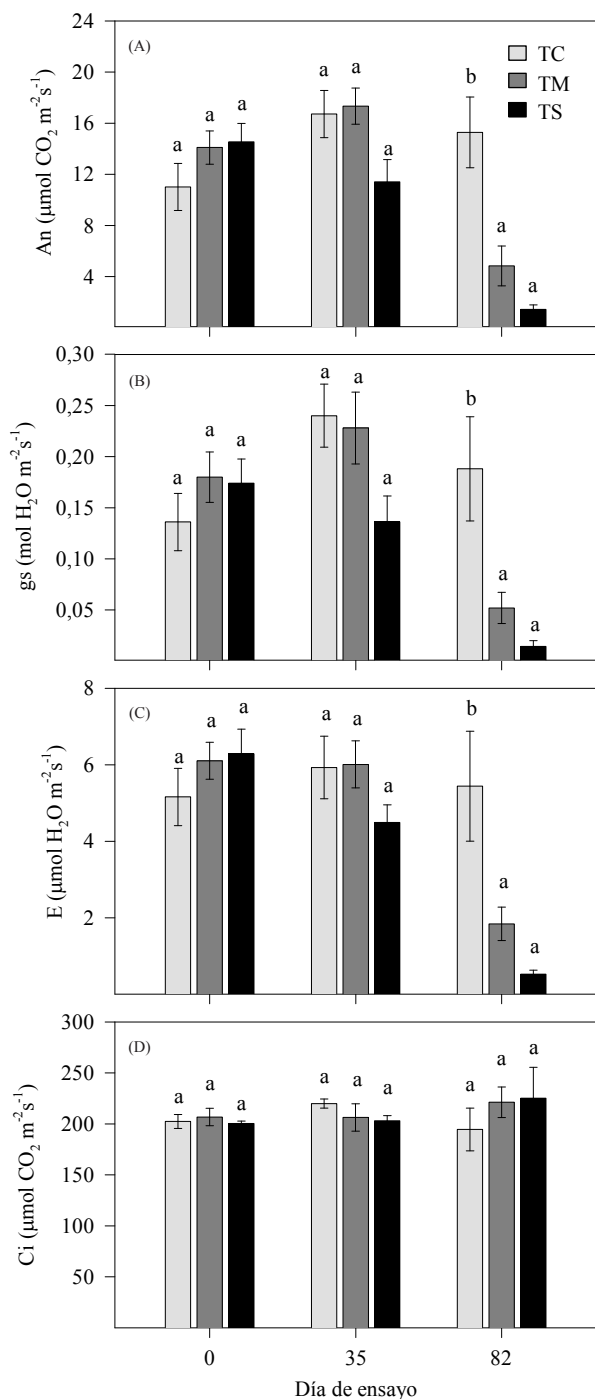 24
(A)
TC
TM
TS
20
16
12
8
4
An (μmol CO₂ m⁻²s⁻¹)
a a a
a a a
b a a
0,30
(B)
0,25
0,20
0,15
0,10
0,05
gs (mol H₂O m⁻²s⁻¹)
a a a
a a a
b a a
8
(C)
6
4
2
E (μmol H₂O m⁻²s⁻¹)
a a a
a a a
b a a
300
(D)
250
200
150
100
50
Ci (μmol CO₂ m⁻²s⁻¹)
a a a
a a a
a a a
0 35 82
Día de ensayo